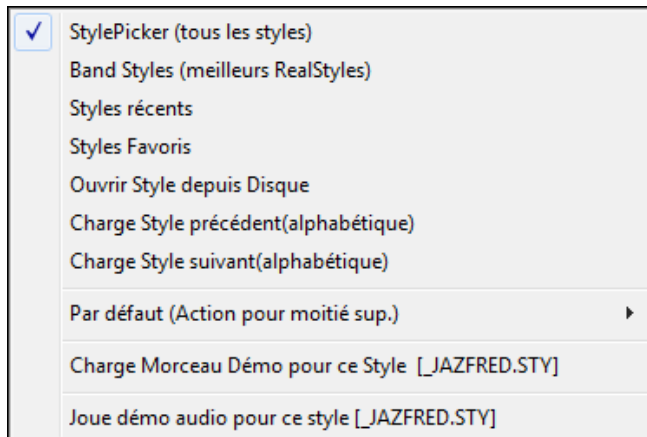 StylePicker (tous les styles)
Band Styles (meilleurs RealStyles)
Styles récents
Styles Favoris
Ouvrir Style depuis Disque
Charge Style précédent(alphabétique)
Charge Style suivant(alphabétique)
Par défaut (Action pour moitié sup.)
Charge Morceau Démo pour ce Style  [_JAZFRED.STY]
Joue démo audio pour ce style [_JAZFRED.STY]